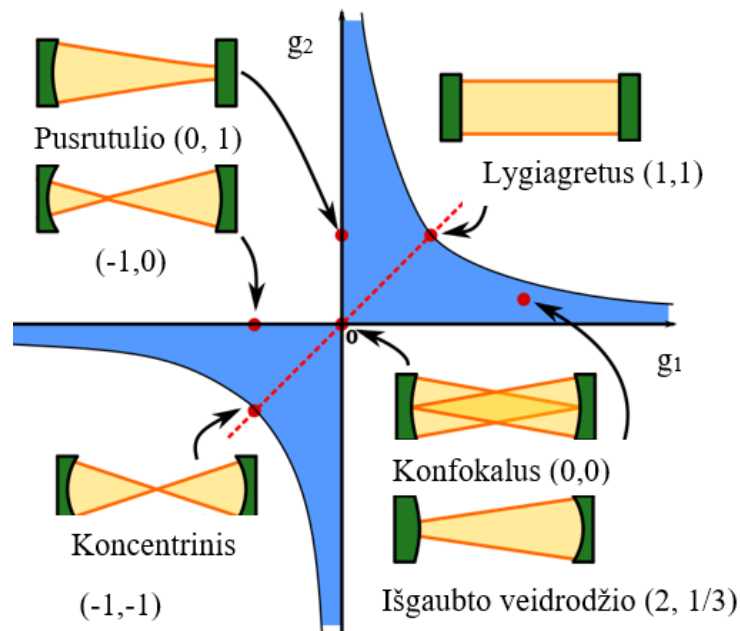 g₂
Pusrutulio (0, 1)
Lygiagretus (1,1)
(-1,0)
o
g₁
Konfokalus (0,0)
Koncentrinis
(-1,-1)
Išgaubto veidrodžio (2, 1/3)